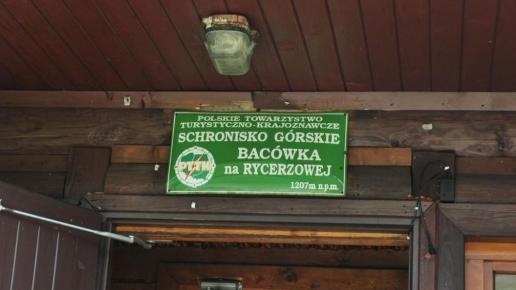 POLSKIE TOWARZYSTWO
TURYSTYCZNO-KRAJOZNAWCZE
SCHRONISKO GÓRSKIE
BACÓWKA
na RYCERZOWEJ
1207m n.p.m.
PTTK